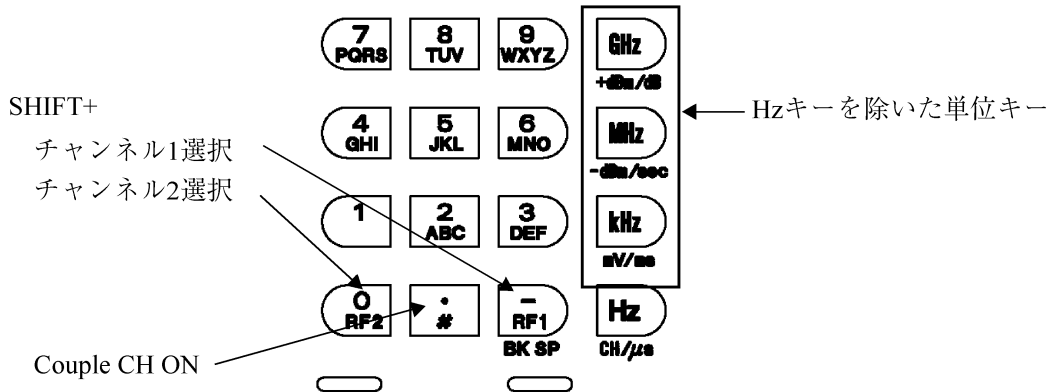 7 8 9 GHz
PQRS TUV WXYZ
+dBm/dB
SHIFT+
Hzキーを除いた単位キー
4 5 6 MHz
GHI JKL MNO
チャンネル1選択
-dBm/sec
チャンネル2選択
1 2 3 kHz
ABC DEF
mV/ms
0 . - Hz
RF2 # RF1
BK SP CH/μs
Couple CH ON